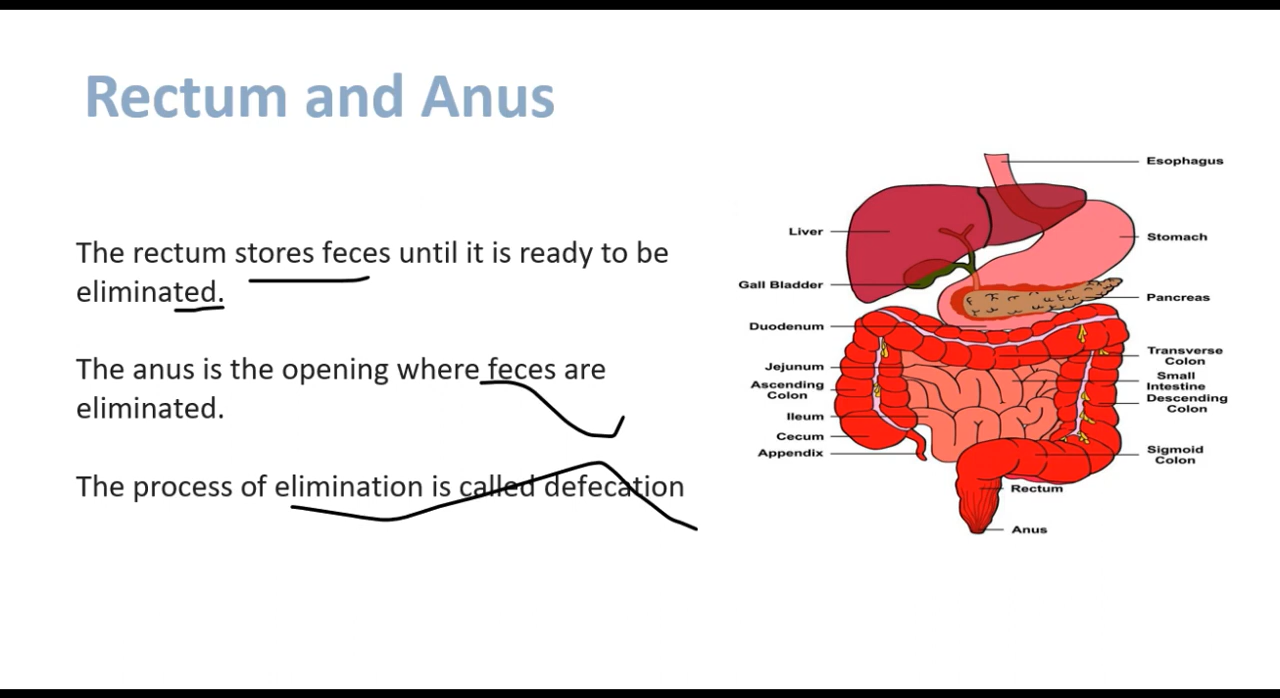 Rectum and Anus
The rectum stores feces until it is ready to be
eliminated.
The anus is the opening where feces are
eliminated.
The process of elimination is called defecation
Esophagus
Liver
Stomach
Gall Bladder
Pancreas
Duodenum
Transverse
Colon
Jejunum
Small
Intestine
Ascending
Colon
Descending
Colon
Ileum
Cecum
Appendix
Sigmoid
Colon
Rectum
Anus